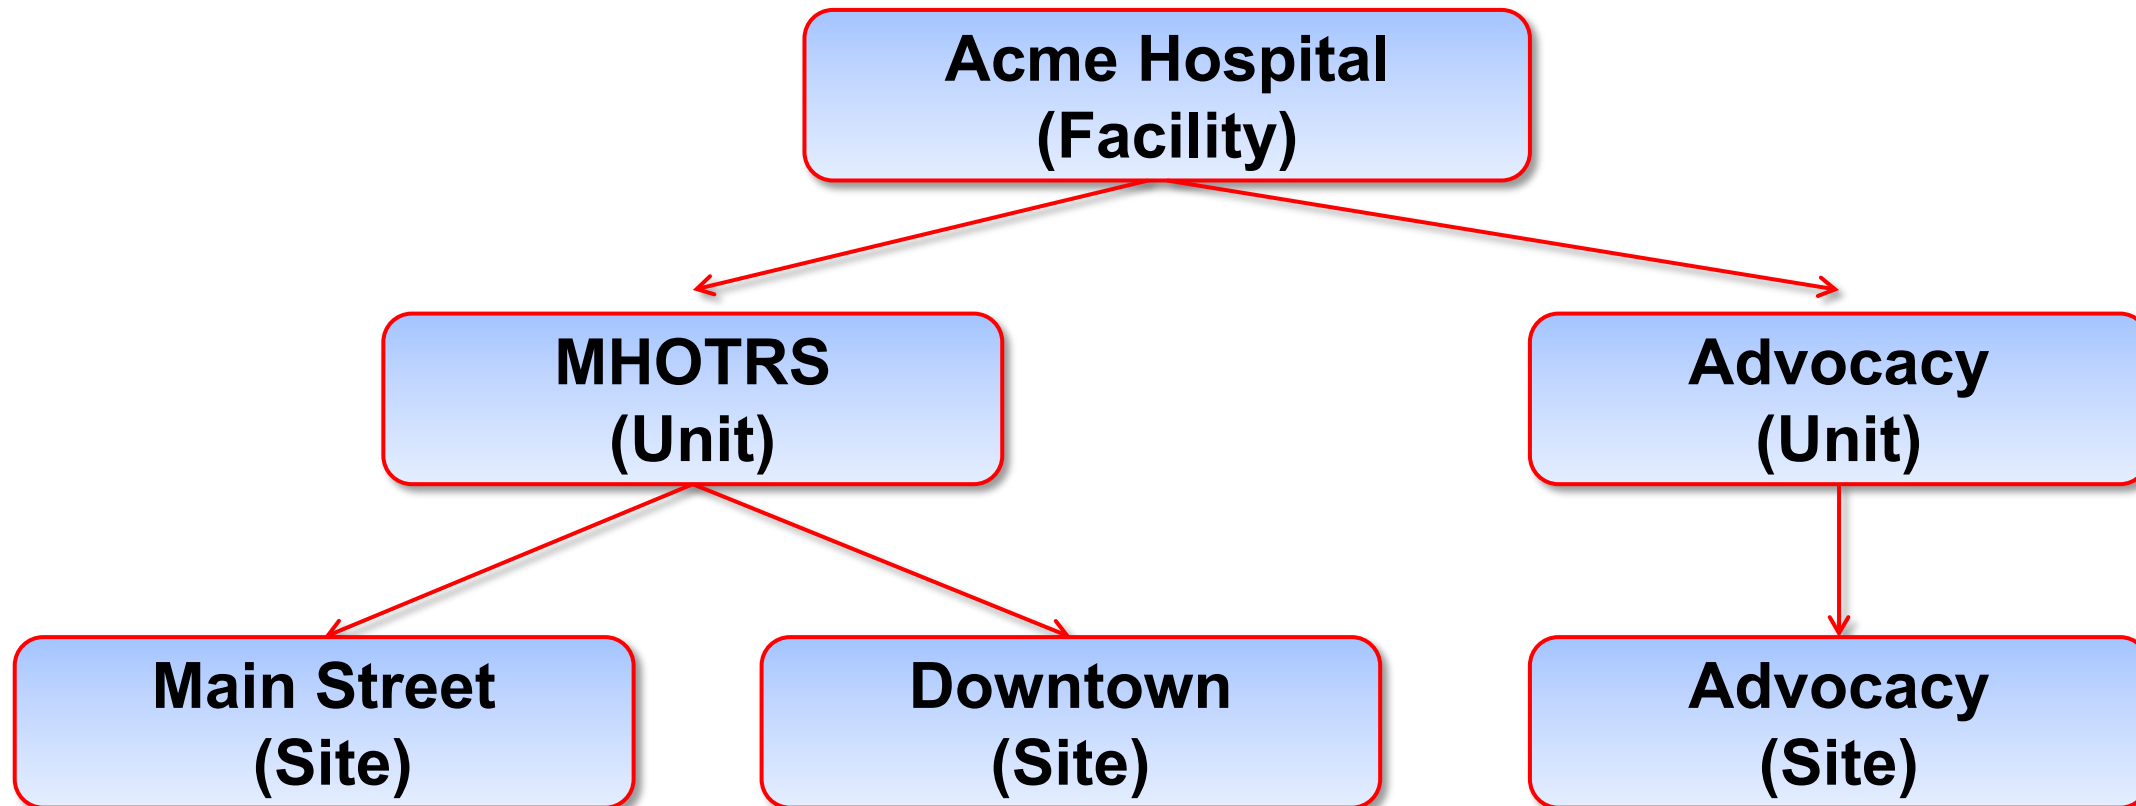 Acme Hospital
(Facility)
MHOTRS
(Unit)
Advocacy
(Unit)
Main Street
(Site)
Downtown
(Site)
Advocacy
(Site)